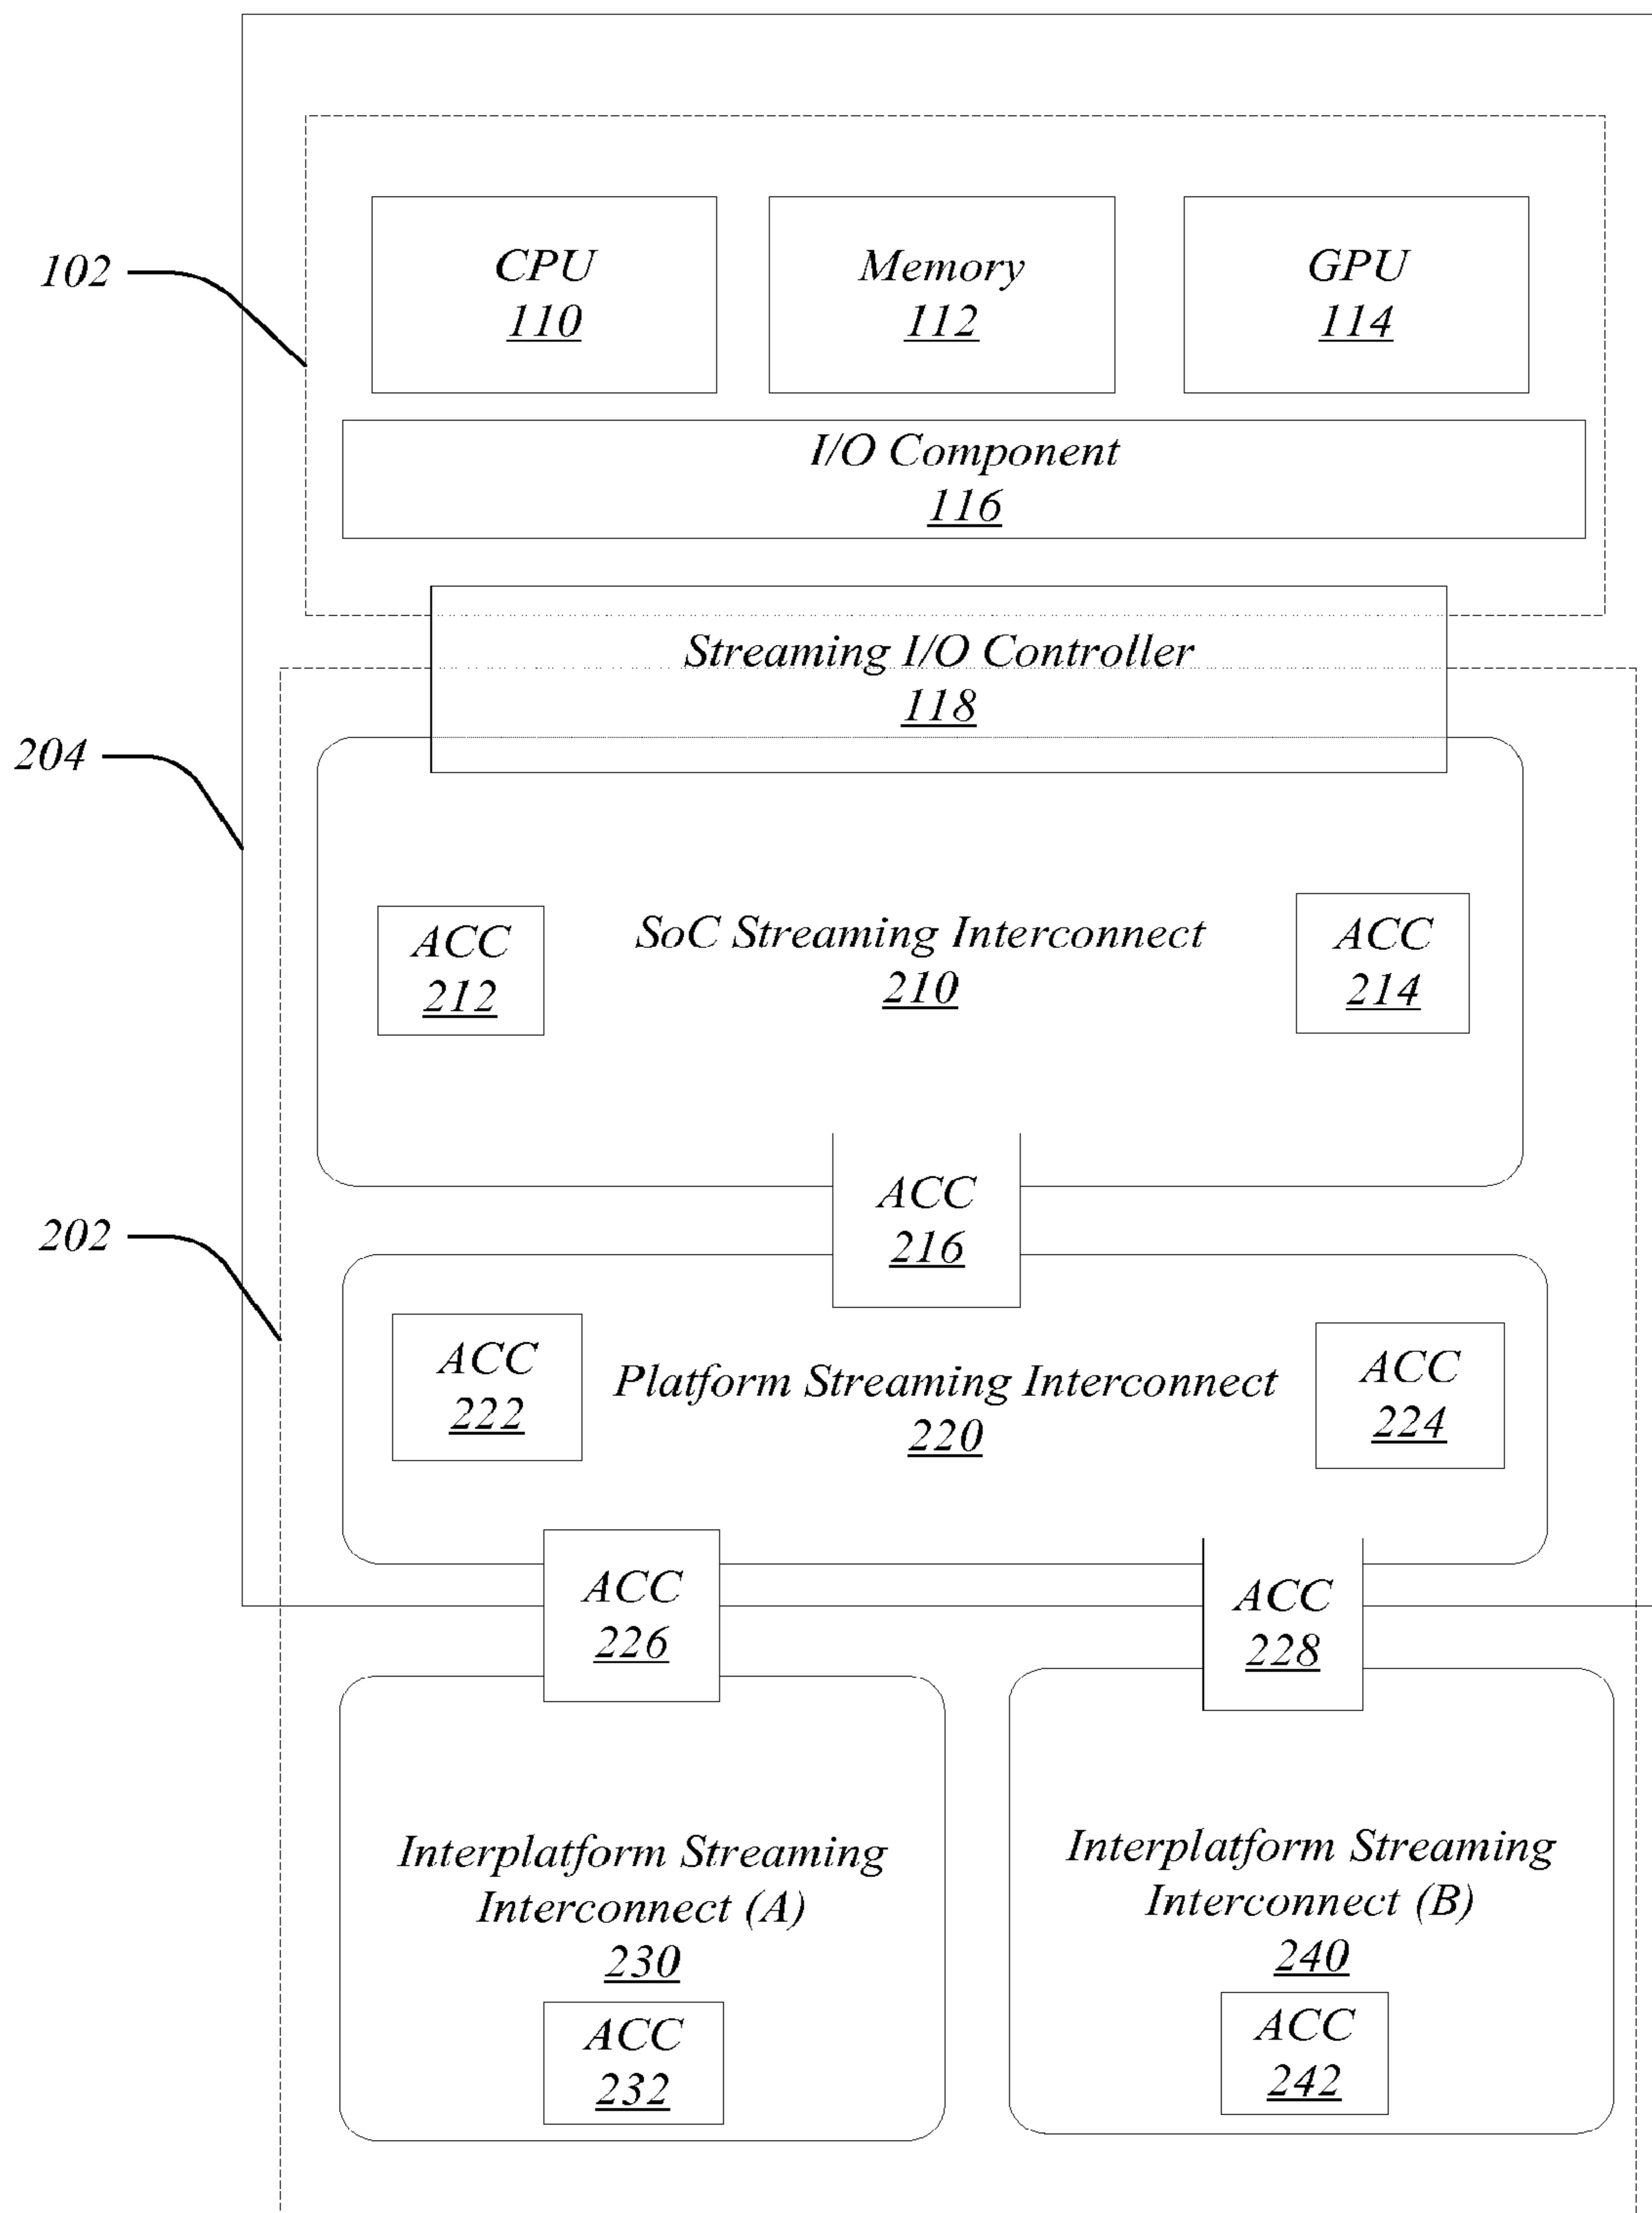 CPU
110
Memory
112
GPU
114
102
I/O Component
116
Streaming I/O Controller
118
204
ACC
212
SoC Streaming Interconnect
210
ACC
214
ACC
216
202
ACC
222
Platform Streaming Interconnect
220
ACC
224
ACC
226
ACC
228
Interplatform Streaming
Interconnect (A)
230
ACC
232
Interplatform Streaming
Interconnect (B)
240
ACC
242